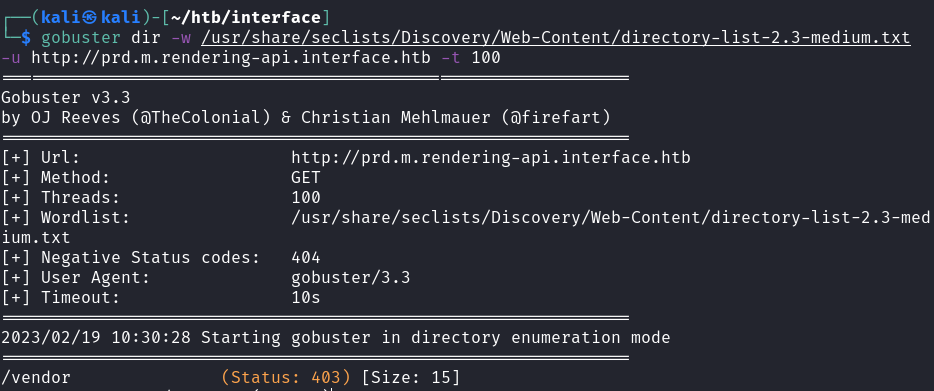 ┌──(kali㉿kali)-[~/htb/interface]
└─$ gobuster dir -w /usr/share/seclists/Discovery/Web-Content/directory-list-2.3-medium.txt
-u http://prd.m.rendering-api.interface.htb -t 100
===============================================================
Gobuster v3.3
by OJ Reeves (@TheColonial) & Christian Mehlmauer (@firefart)
===============================================================
[+] Url:                     http://prd.m.rendering-api.interface.htb
[+] Method:                  GET
[+] Threads:                 100
[+] Wordlist:                /usr/share/seclists/Discovery/Web-Content/directory-list-2.3-med
ium.txt
[+] Negative Status codes:   404
[+] User Agent:              gobuster/3.3
[+] Timeout:                 10s
===============================================================
2023/02/19 10:30:28 Starting gobuster in directory enumeration mode
===============================================================
/vendor               (Status: 403) [Size: 15]